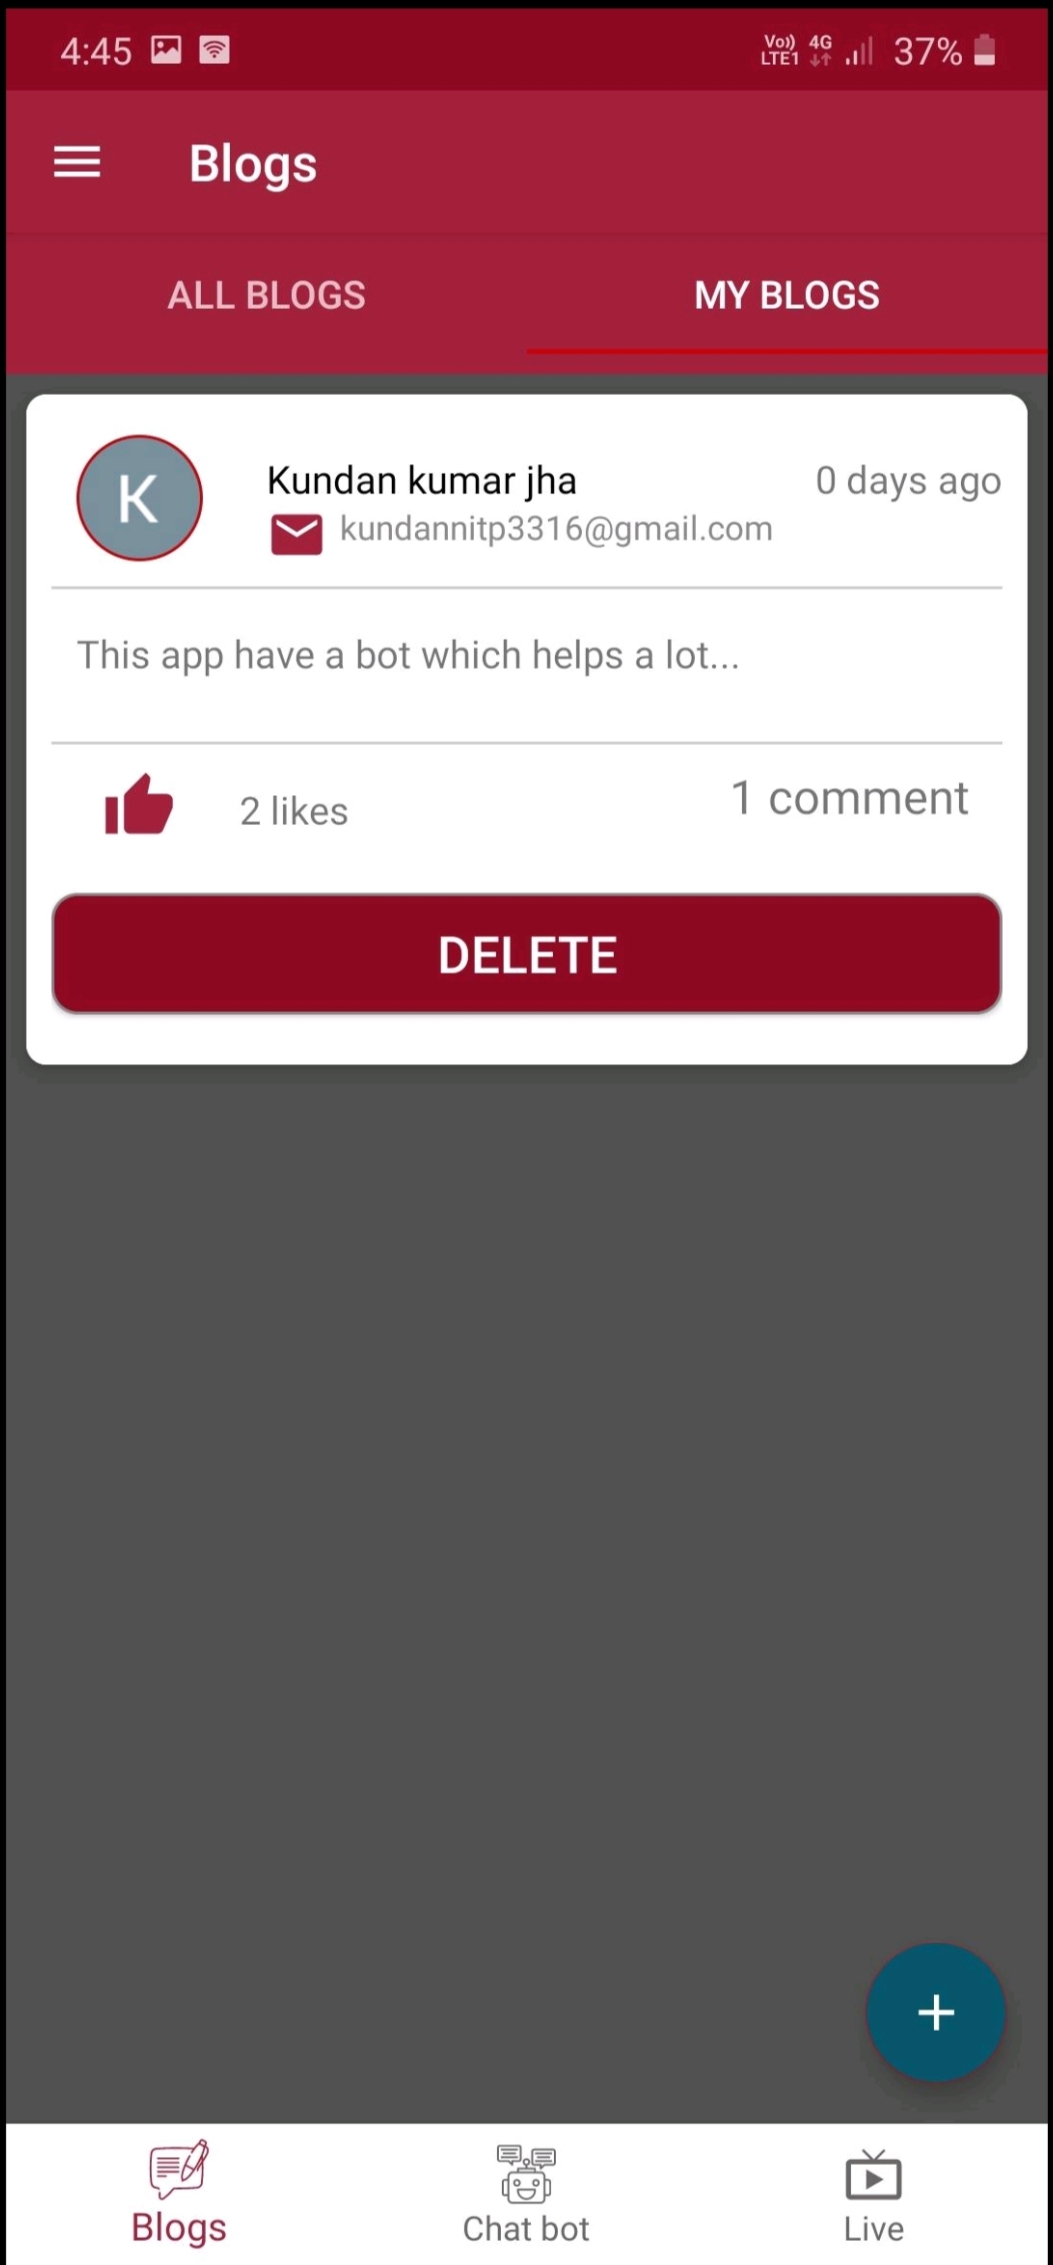 4:45 Vo)) LTE1 4G 37%
Blogs
ALL BLOGS MY BLOGS
K
Kundan kumar jha 0 days ago
kundannitp3316@gmail.com
This app have a bot which helps a lot...
2 likes 1 comment
DELETE
+
Blogs Chat bot Live